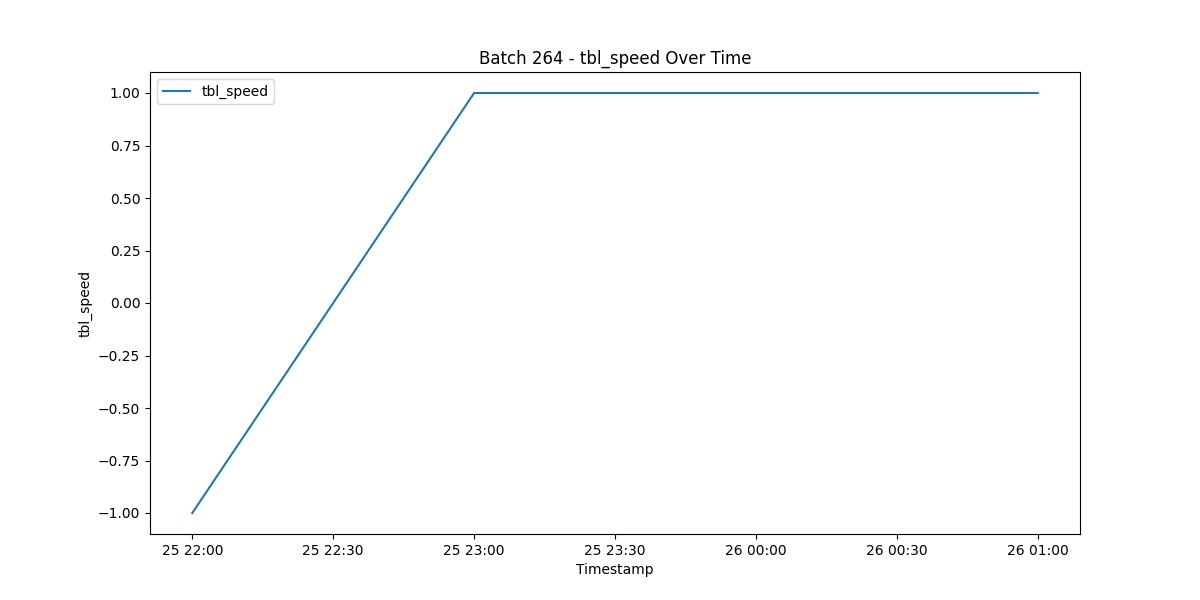 Batch 264 - tbl_speed Over Time
tbl_speed
1.00
0.75
0.50
0.25
0.00
−0.25
−0.50
−0.75
−1.00
tbl_speed
25 22:00 25 22:30 25 23:00 25 23:30 26 00:00 26 00:30 26 01:00
Timestamp